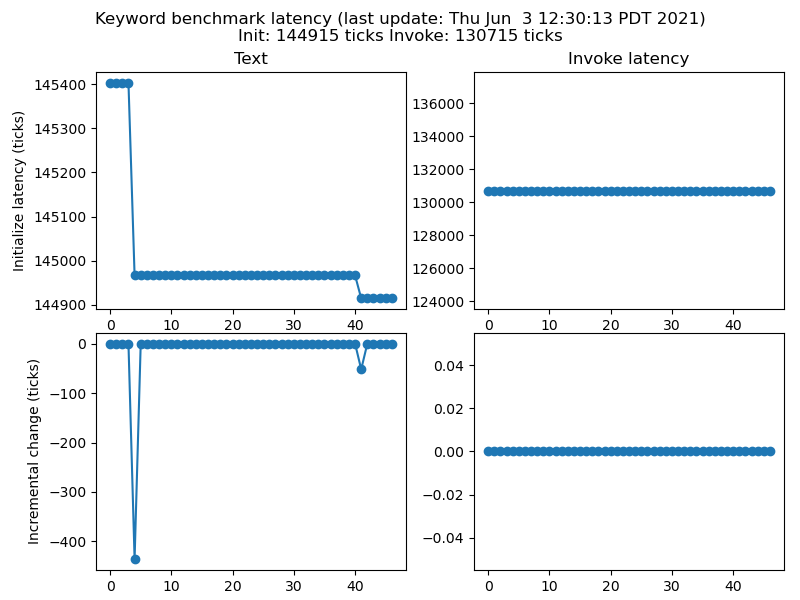 Keyword benchmark latency (last update: Thu Jun  3 12:30:13 PDT 2021)
Init: 144915 ticks Invoke: 130715 ticks
Text
Initialize latency (ticks)
145400
145300
145200
145100
145000
144900
0 10 20 30 40
Invoke latency
136000
134000
132000
130000
128000
126000
124000
0 10 20 30 40
Incremental change (ticks)
0
−100
−200
−300
−400
0 10 20 30 40
0.04
0.02
0.00
−0.02
−0.04
0 10 20 30 40